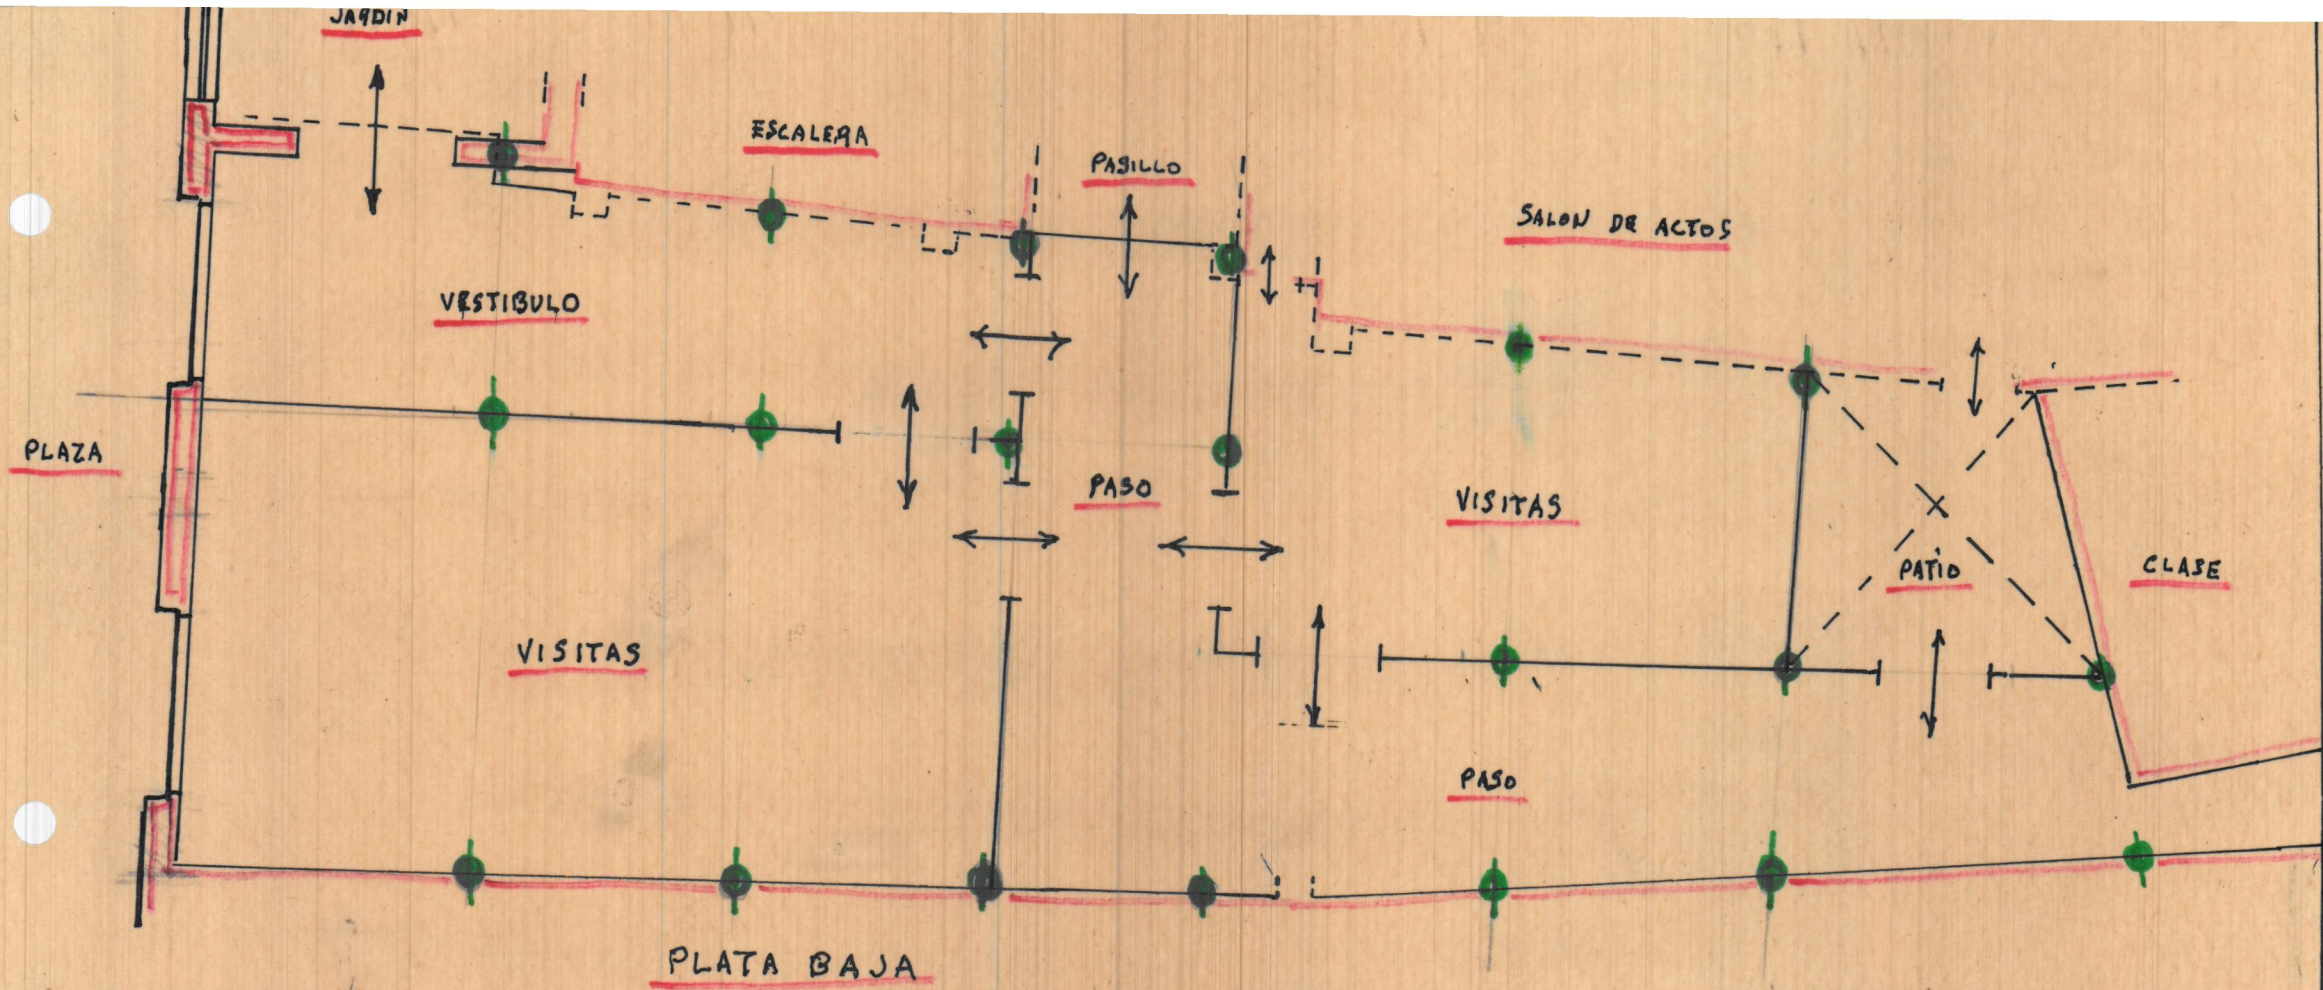 JARDIN
ESCALERA
PASILLO
SALON DE ACTOS
VESTIBULO
PLAZA
PASO
VISITAS
PATIO
CLASE
VISITAS
PASO
PLATA BAJA